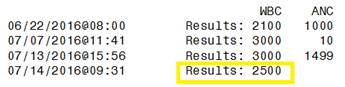 WBC ANC
06/22/2016@08:00 Results: 2100 1000
07/07/2016@11:41 Results: 3000 10
07/13/2016@15:56 Results: 3000 1499
07/14/2016@09:31 Results: 2500